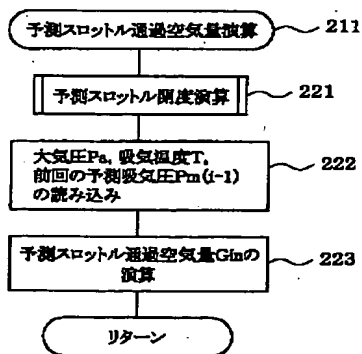 予測スロットル通過空気量演算
211
予測スロットル開度演算
221
大気圧Pa, 吸気温度T,
前回の予測吸気圧Pm(i-1)
の読み込み
222
予測スロットル通過空気量Ginの
演算
223
リターン